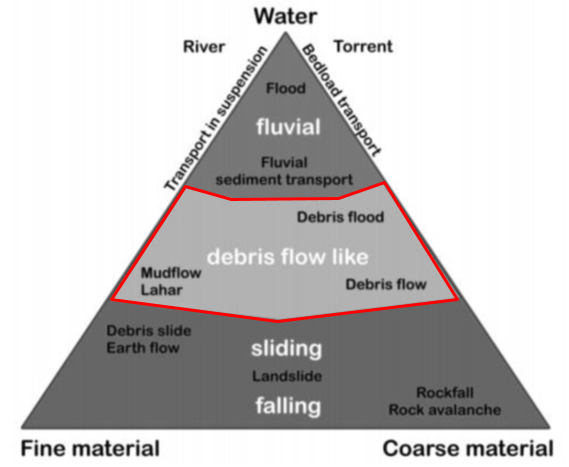 Water
River
Torrent
Transport in suspension
Bedload transport
Flood
fluvial
Fluvial
sediment transport
Debris flood
debris flow like
Mudflow
Lahar
Debris flow
Debris slide
Earth flow
sliding
Landslide
falling
Rockfall
Rock avalanche
Fine material
Coarse material